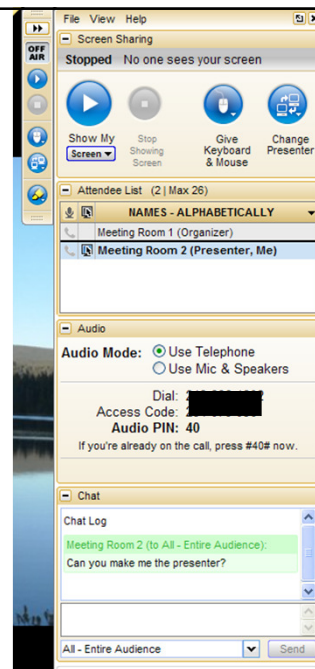 File View Help
Screen Sharing
OFF
AIR
Stopped No one sees your screen
Show My
Screen
Stop
Showing
Screen
Give
Keyboard
& Mouse
Change
Presenter
Attendee List (2 | Max 26)
NAMES - ALPHABETICALLY
Meeting Room 1 (Organizer)
Meeting Room 2 (Presenter, Me)
Audio
Audio Mode: Use Telephone
Use Mic & Speakers
Dial:
Access Code:
Audio PIN: 40
If you're already on the call, press #40# now.
Chat
Chat Log
Meeting Room 2 (to All - Entire Audience):
Can you make me the presenter?
All - Entire Audience
Send